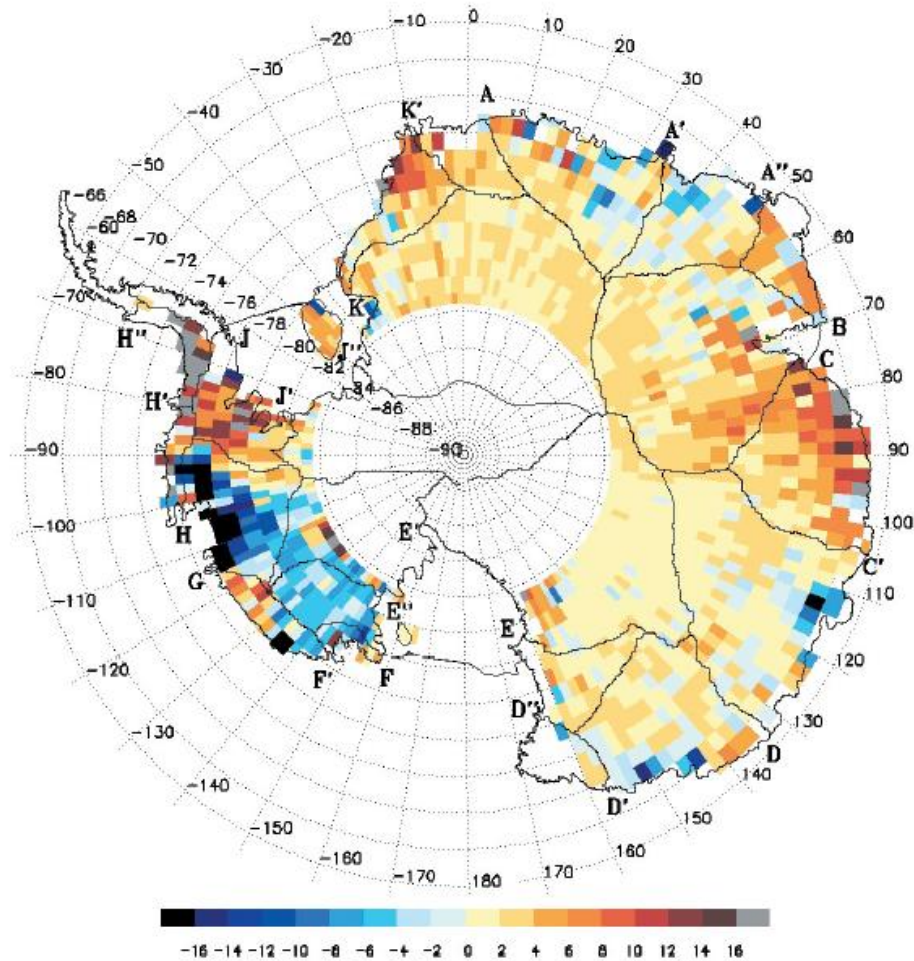 0
-10 10
-20 20
-30 30
-40 40
-50 50
-60 60
-70 70
-80 80
-90
-100 100
-110 110
-120 120
-130 130
-140 140
-150 150
-160 160
-170 170
180
-66
-68
-70
-72
-74
-76
-78
-80
-82
-84
-86
-88
-90
A
A'
A''
B
C
C'
D
D'
D''
E
E'
E''
F
F'
G
H
H'
H''
J
J'
J''
K
K'
-16 -14 -12 -10 -8 -6 -4 -2 0 2 4 6 8 10 12 14 16